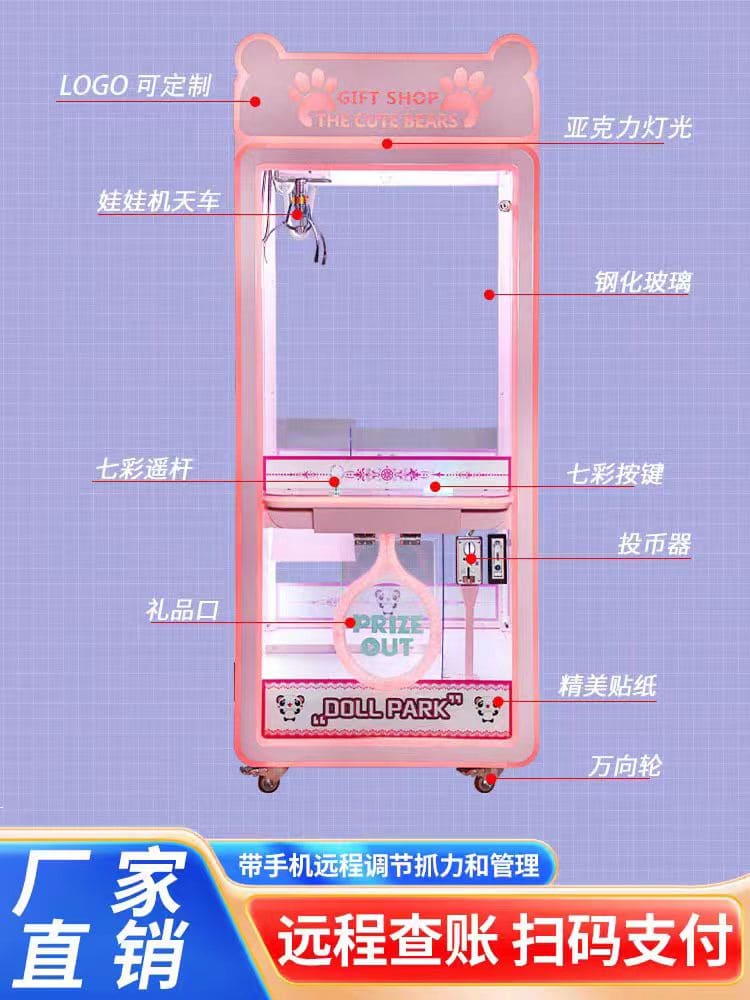 LOGO 可定制
GIFT SHOP
THE CUTE BEARS
亚克力灯光
娃娃机天车
钢化玻璃
七彩遥杆
七彩按键
投币器
礼品口
PRIZE
OUT
精美贴纸
"DOLL PARK"
万向轮
厂家
直销
带手机远程调节抓力和管理
远程查账 扫码支付